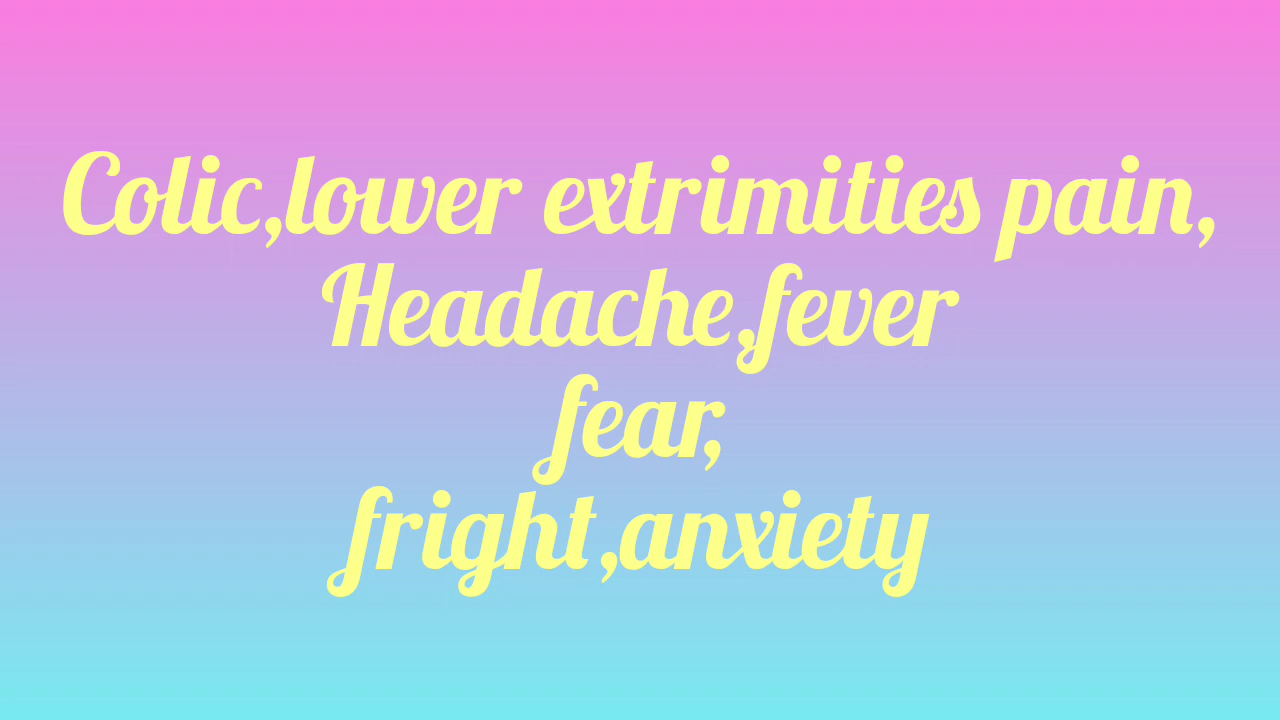 Colic,lower extrimities pain,
Headache,fever
fear,
fright,anxiety